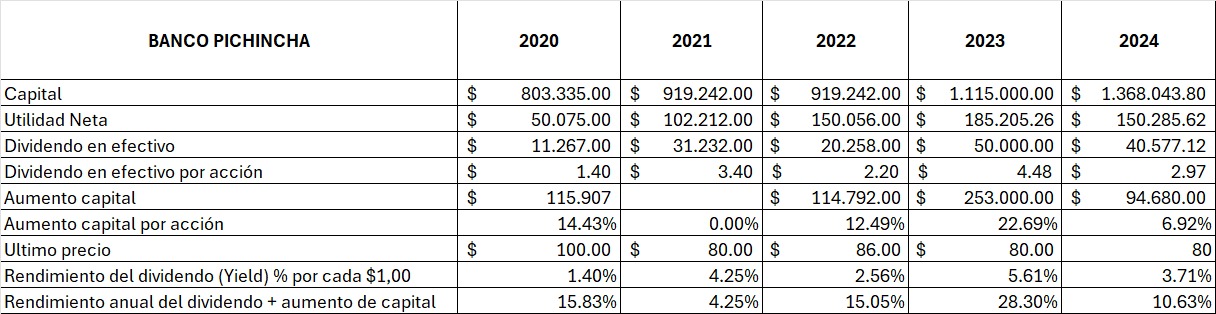 BANCO PICHINCHA 2020 2021 2022 2023 2024
Capital $ 803.335.00 $ 919.242.00 $ 919.242.00 $ 1.115.000.00 $ 1.368.043.80
Utilidad Neta $ 50.075.00 $ 102.212.00 $ 150.056.00 $ 185.205.26 $ 150.285.62
Dividendo en efectivo $ 11.267.00 $ 31.232.00 $ 20.258.00 $ 50.000.00 $ 40.577.12
Dividendo en efectivo por acción $ 1.40 $ 3.40 $ 2.20 $ 4.48 $ 2.97
Aumento capital $ 115.907 $ 114.792.00 $ 253.000.00 $ 94.680.00
Aumento capital por acción 14.43% 0.00% 12.49% 22.69% 6.92%
Ultimo precio $ 100.00 $ 80.00 $ 86.00 $ 80.00 80
Rendimiento del dividendo (Yield) % por cada $1,00 1.40% 4.25% 2.56% 5.61% 3.71%
Rendimiento anual del dividendo + aumento de capital 15.83% 4.25% 15.05% 28.30% 10.63%